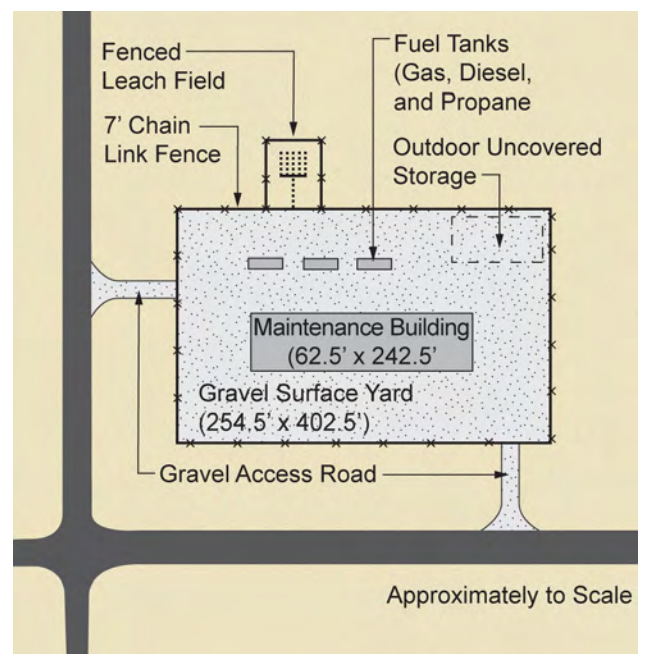 Fenced
Leach Field
Fuel Tanks
(Gas, Diesel,
and Propane
7’ Chain
Link Fence
Outdoor Uncovered
Storage
Maintenance Building
(62.5’ x 242.5’
Gravel Surface Yard
(254.5’ x 402.5’)
Gravel Access Road
Approximately to Scale